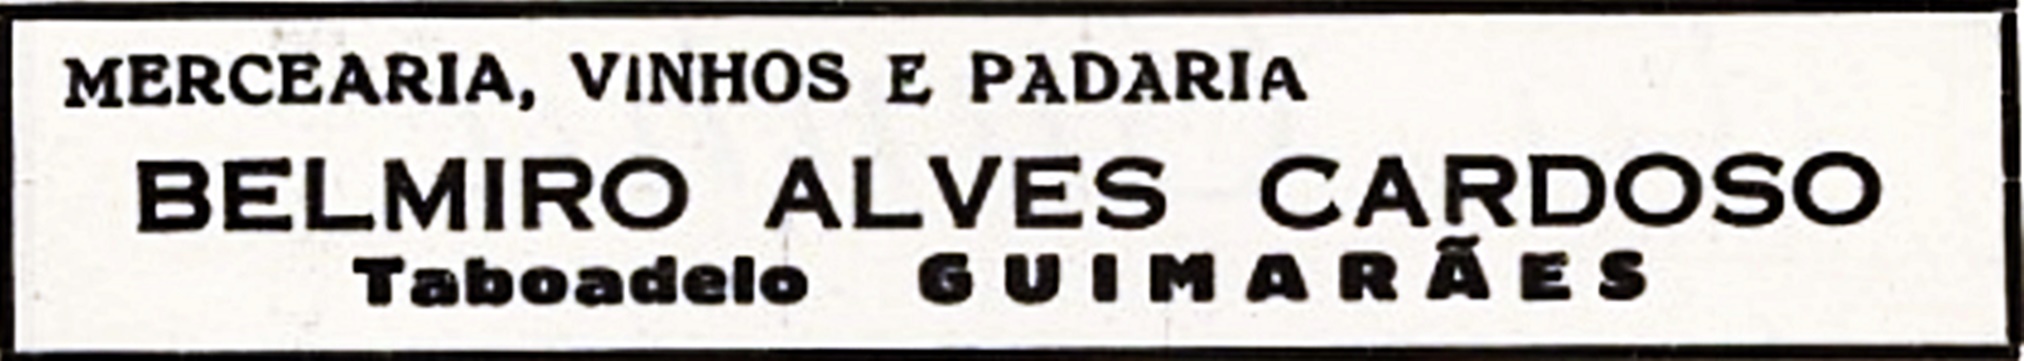 MERCEARIA, VINHOS E PADARIA
BELMIRO ALVES CARDOSO
Taboadelo GUIMARÃES